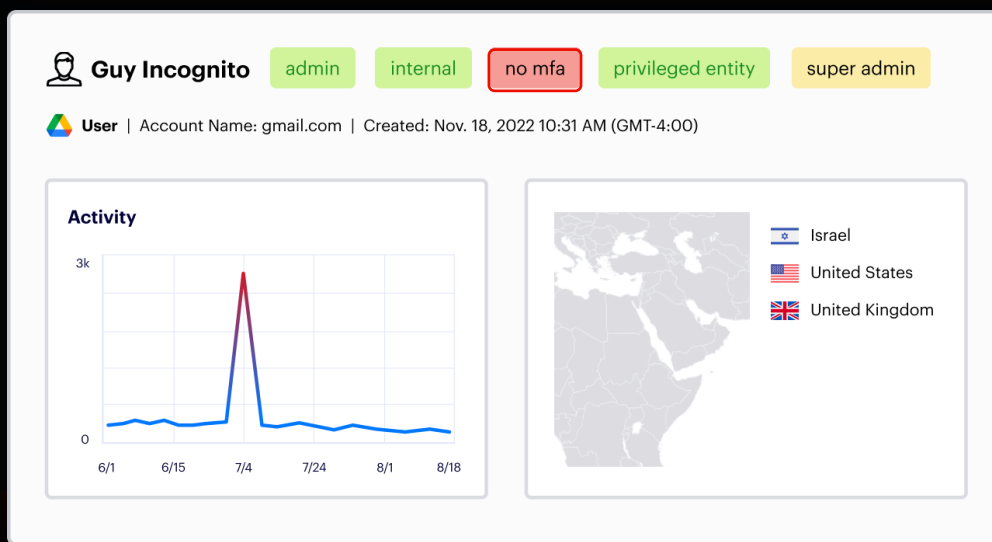 Guy Incognito admin internal no mfa privileged entity super admin
User | Account Name: gmail.com | Created: Nov. 18, 2022 10:31 AM (GMT-4:00)
Activity
3k
0
6/1 6/15 7/4 7/24 8/1 8/18
Israel
United States
United Kingdom